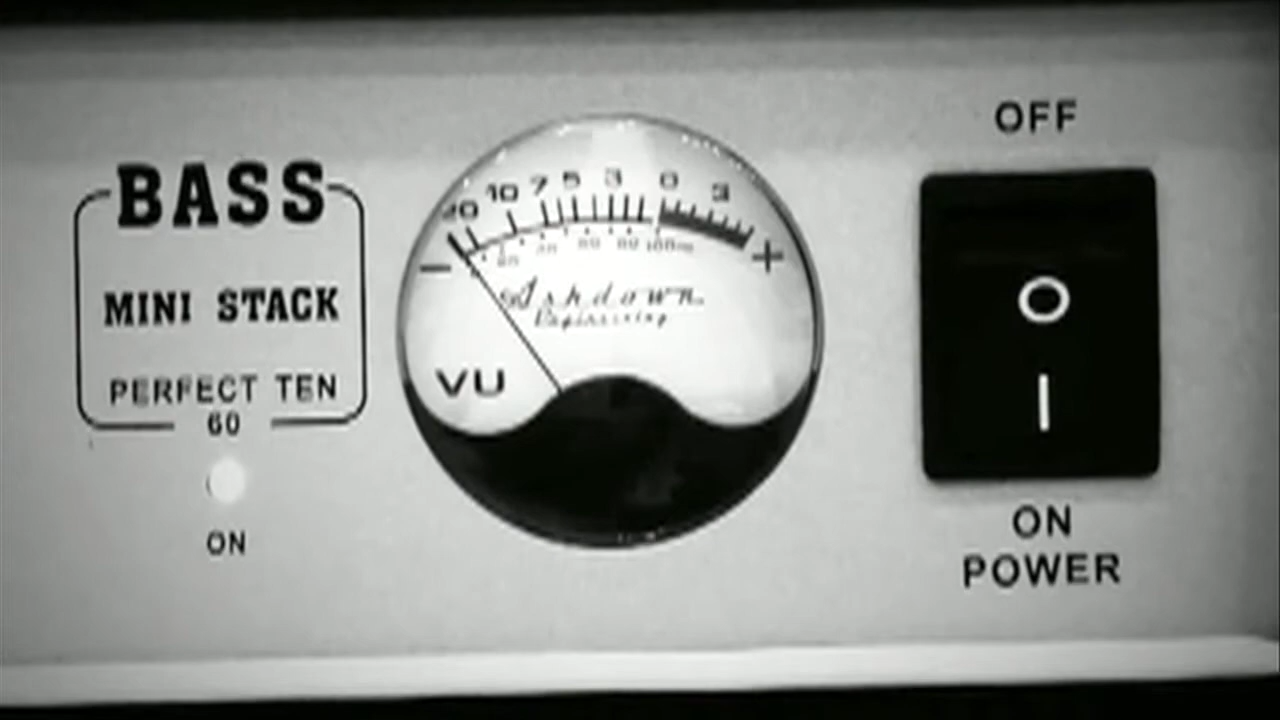 BASS
MINI STACK
PERFECT TEN
60
ON
20 10 7 5 3 0 3
- +
Ashdown
Engineering
VU
OFF
O
I
ON
POWER